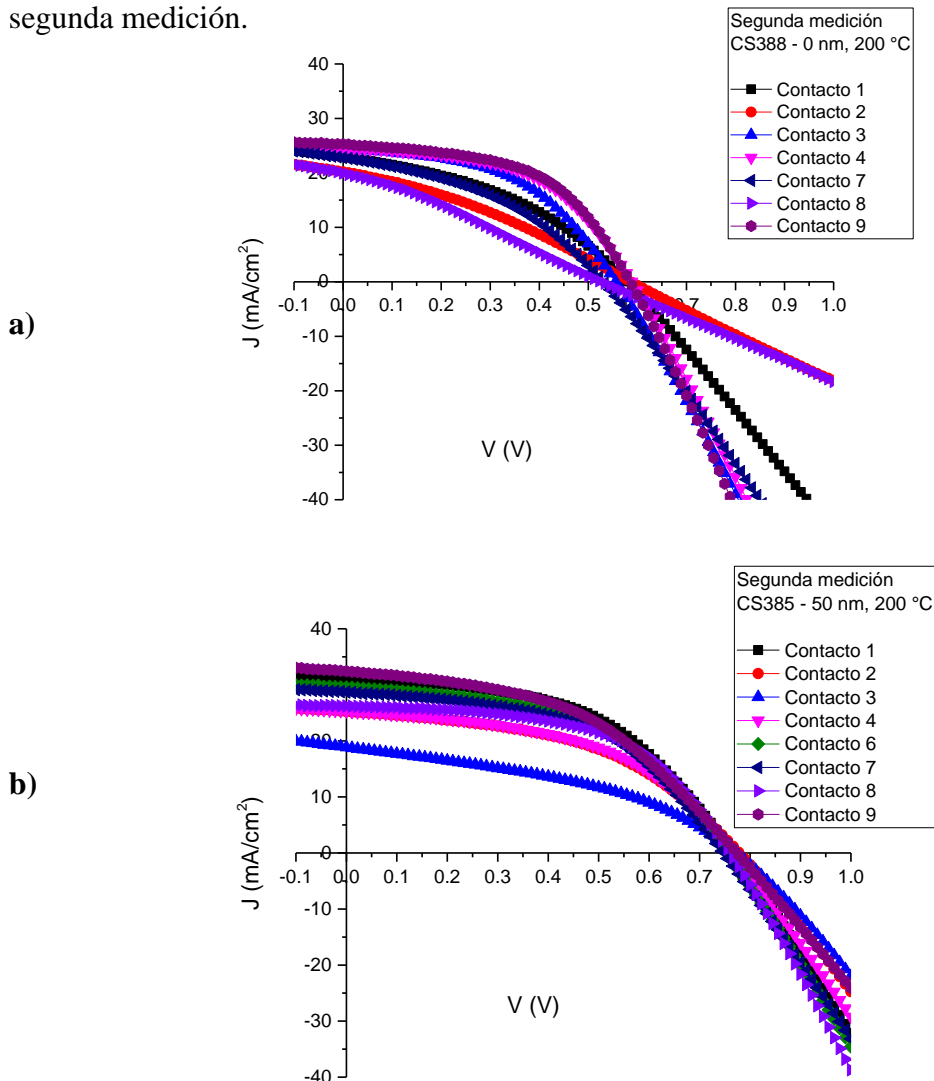 segunda medición.
Segunda medición
CS388 - 0 nm, 200 °C
Contacto 1
Contacto 2
Contacto 3
Contacto 4
Contacto 7
Contacto 8
Contacto 9
40
30
20
10
0
-0.1 0.0 0.1 0.2 0.3 0.4 0.5 0.6 0.7 0.8 0.9 1.0
-10
-20
-30
-40
J (mA/cm²)
V (V)
a)
Segunda medición
CS385 - 50 nm, 200 °C
Contacto 1
Contacto 2
Contacto 3
Contacto 4
Contacto 6
Contacto 7
Contacto 8
Contacto 9
40
20
10
0
-0.1 0.0 0.1 0.2 0.3 0.4 0.5 0.6 0.7 0.8 0.9 1.0
-10
-20
-30
-40
J (mA/cm²)
V (V)
b)